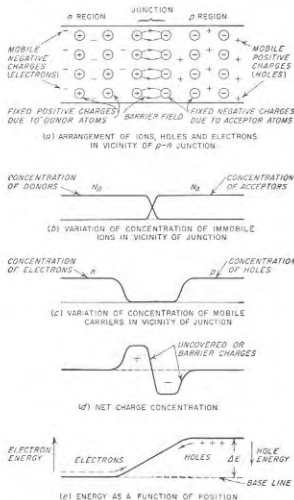 JUNCTION
n REGION
p REGION
MOBILE
NEGATIVE
CHARGES
(ELECTRONS)
MOBILE
POSITIVE
CHARGES
(HOLES)
FIXED POSITIVE CHARGES
DUE TO DONOR ATOMS
BARRIER FIELD
FIXED NEGATIVE CHARGES
DUE TO ACCEPTOR ATOMS
(a) ARRANGEMENT OF IONS, HOLES AND ELECTRONS
IN VICINITY OF p-n JUNCTION
CONCENTRATION
OF DONORS
CONCENTRATION
OF ACCEPTORS
(b) VARIATION OF CONCENTRATION OF IMMOBILE
IONS IN VICINITY OF JUNCTION
CONCENTRATION
OF ELECTRONS
n
p
CONCENTRATION
OF HOLES
(c) VARIATION OF CONCENTRATION OF MOBILE
CARRIERS IN VICINITY OF JUNCTION
UNCOVERED OR
BARRIER CHARGES
+
−
(d) NET CHARGE CONCENTRATION
ELECTRON
ENERGY
ELECTRONS
HOLES
ΔE
HOLE
ENERGY
BASE LINE
(e) ENERGY AS A FUNCTION OF POSITION